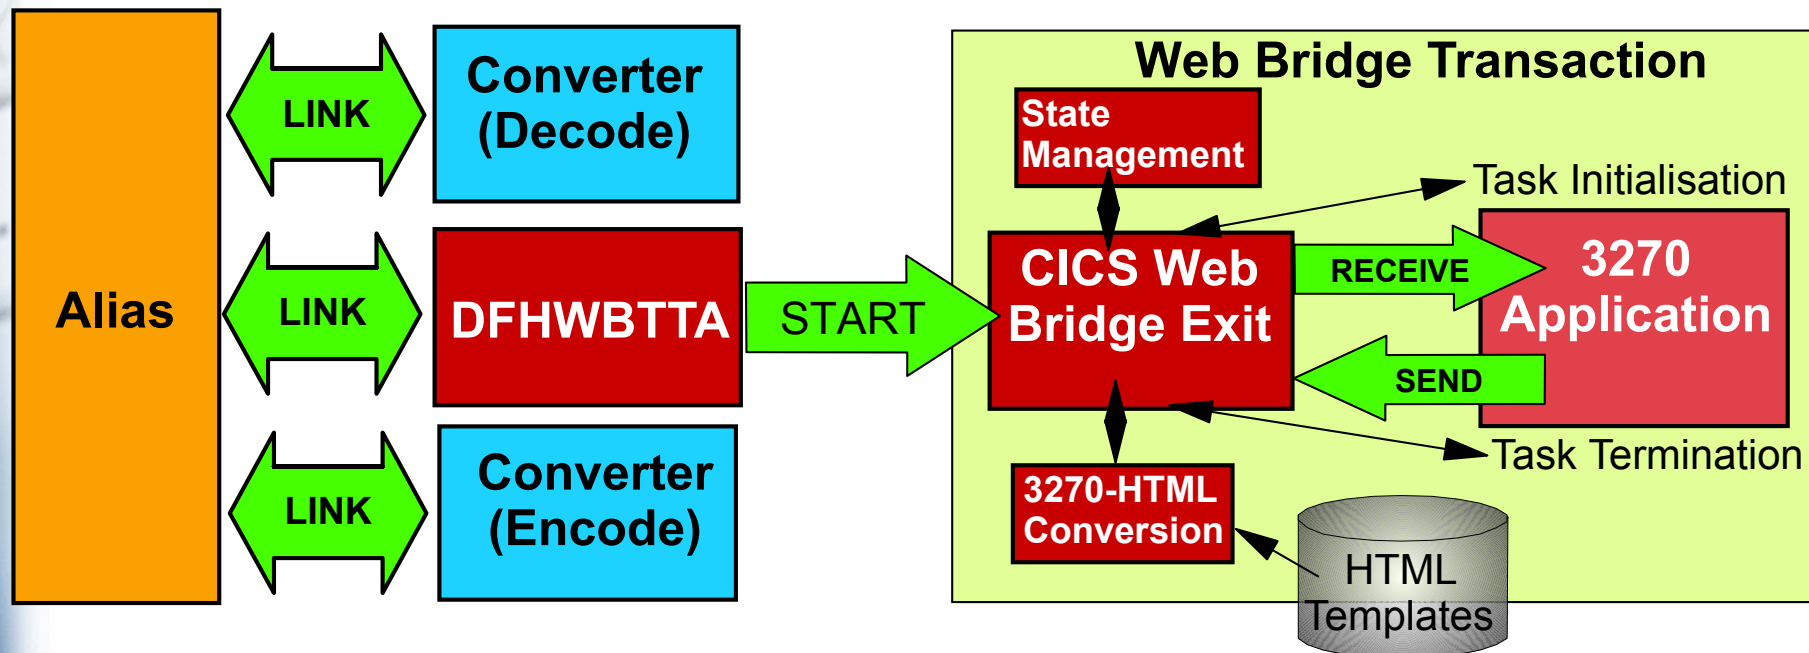 Alias
LINK
Converter
(Decode)
LINK
DFHWBTTA
START
LINK
Converter
(Encode)
Web Bridge Transaction
State
Management
Task Initialisation
CICS Web
Bridge Exit
RECEIVE
SEND
3270
Application
Task Termination
3270-HTML
Conversion
HTML
Templates